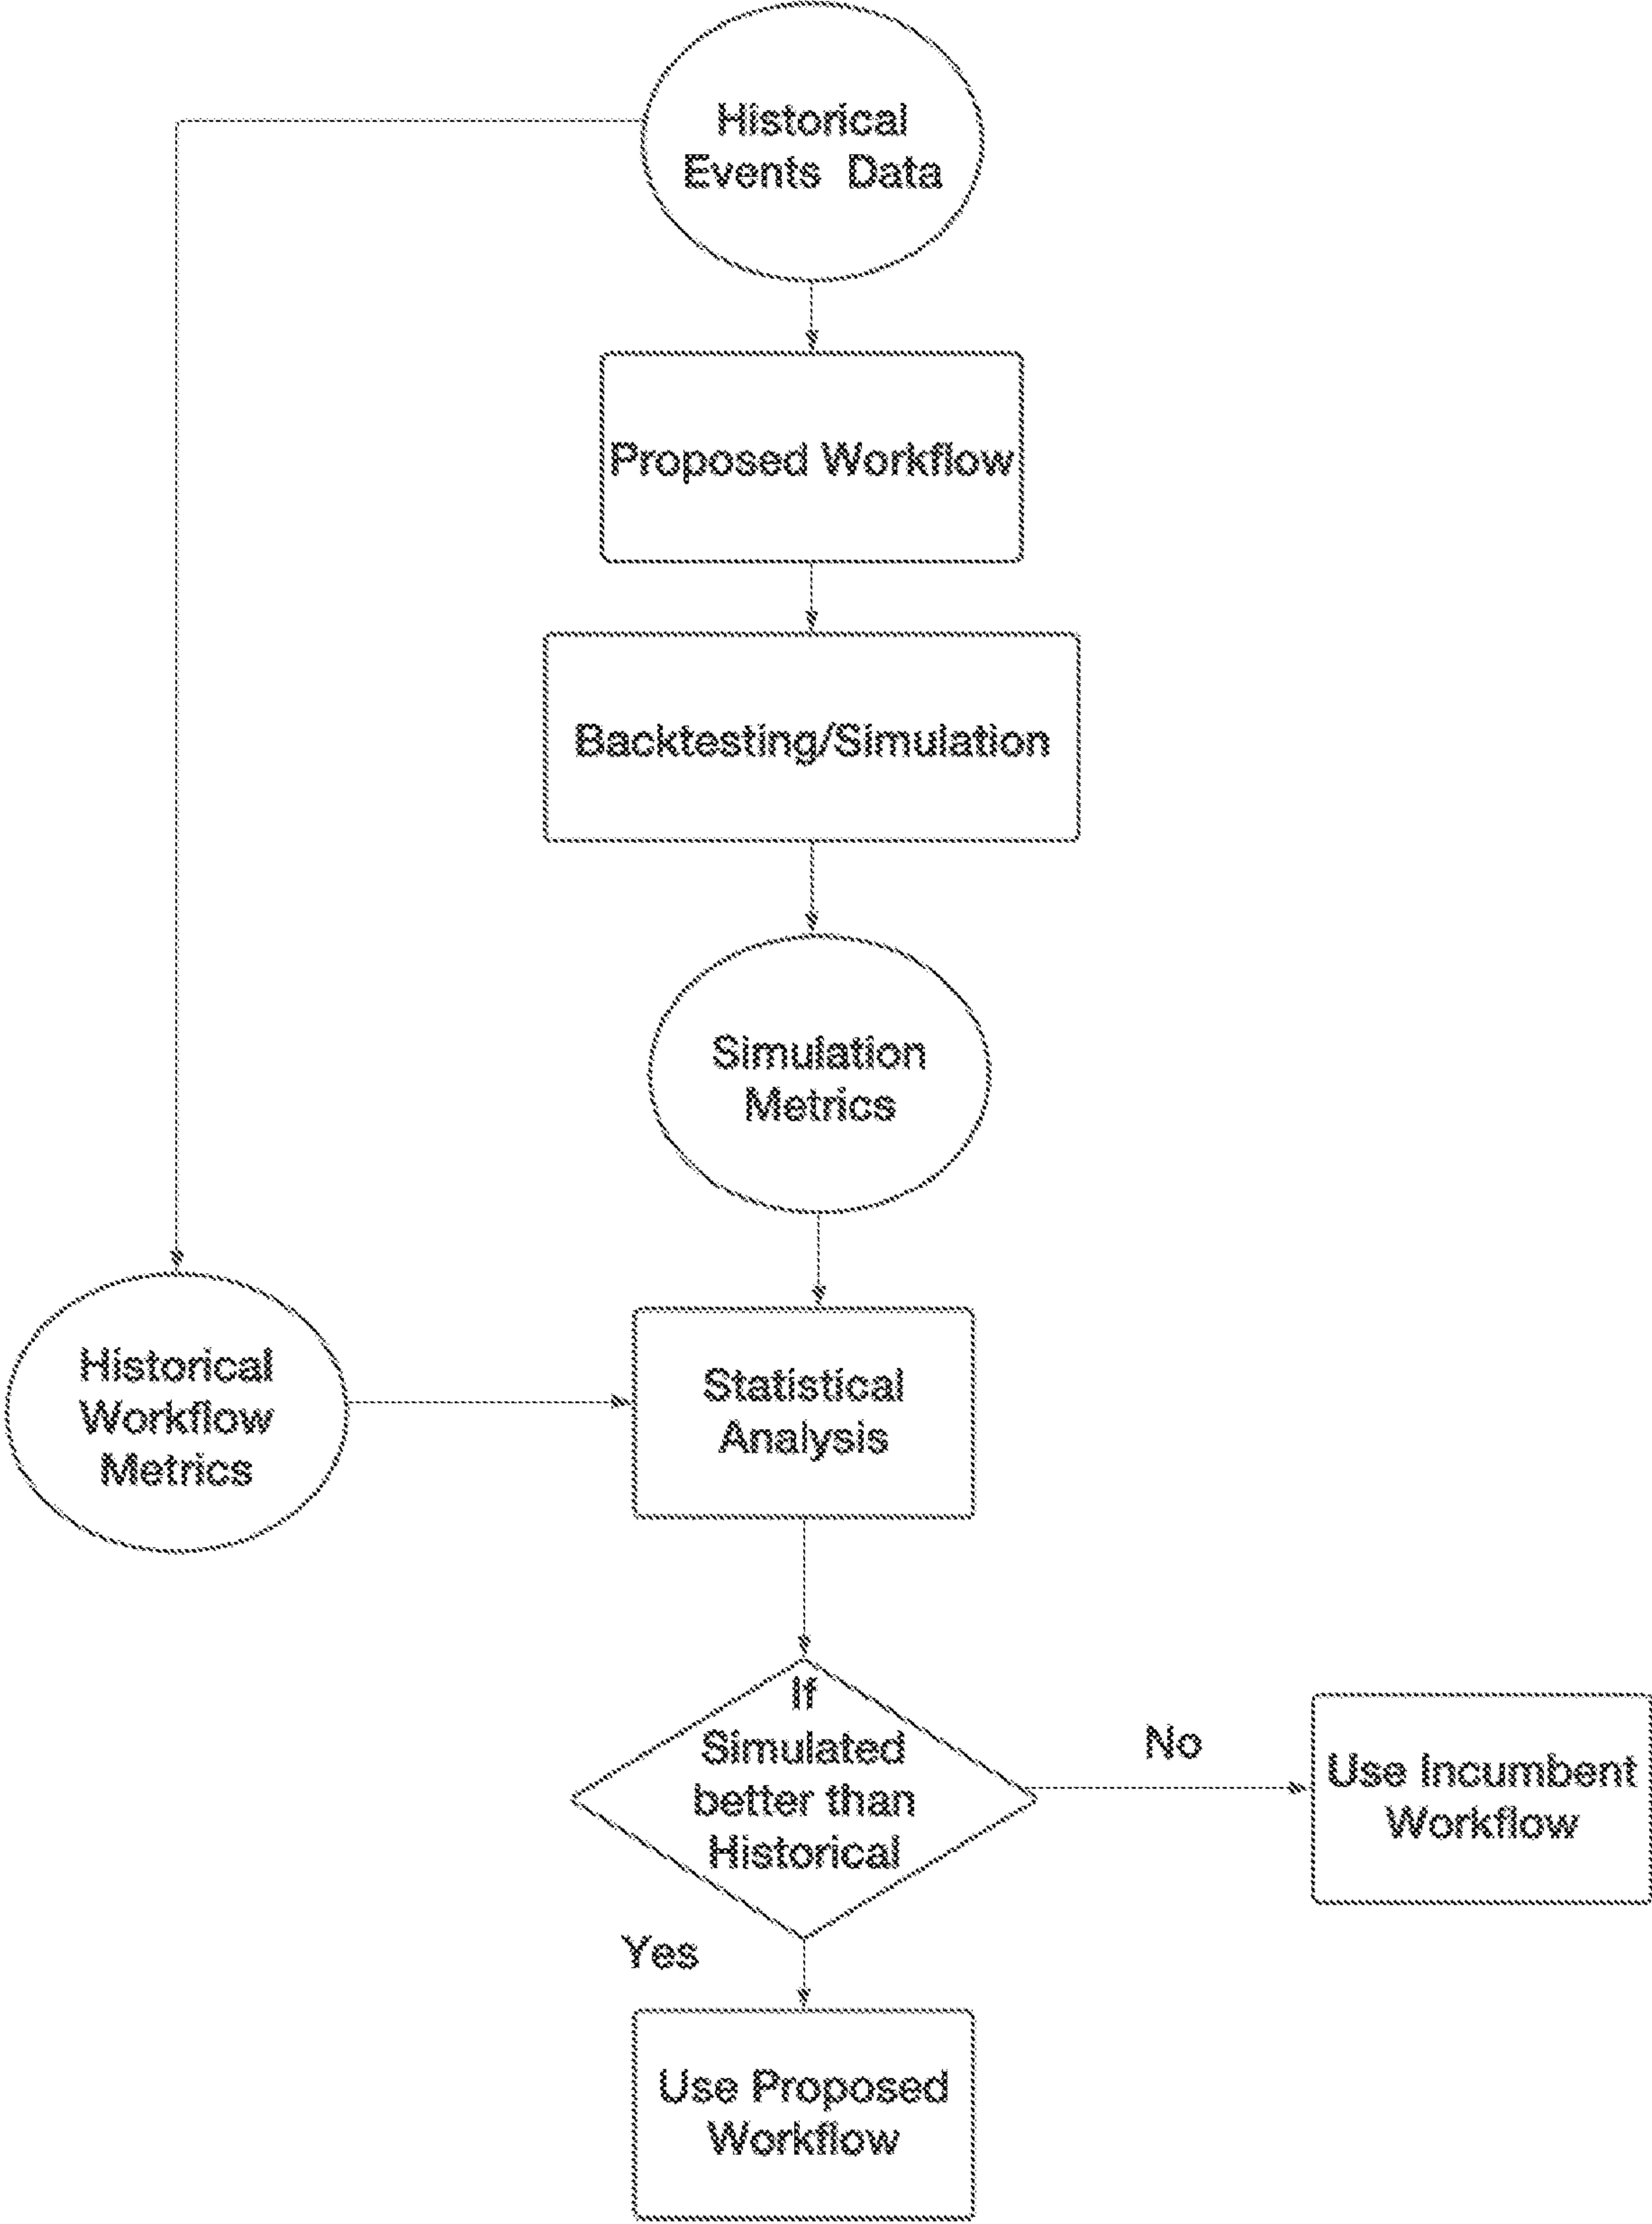 Historical
Events Data
Proposed Workflow
Backtesting/Simulation
Simulation
Metrics
Historical
Workflow
Metrics
Statistical
Analysis
If
Simulated
better than
Historical
No
Use Incumbent
Workflow
Yes
Use Proposed
Workflow